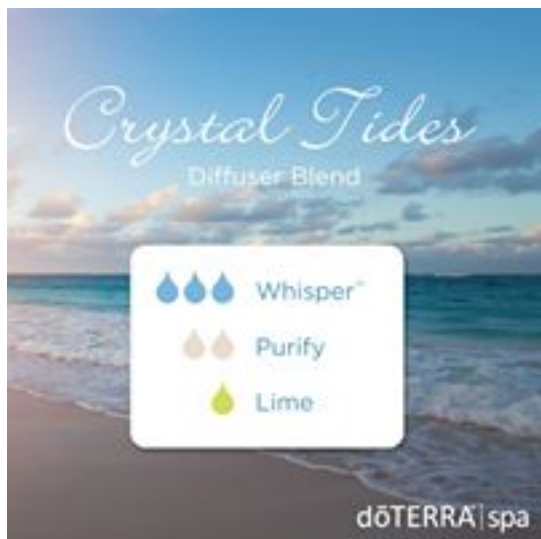 Crystal Tides
Diffuser Blend
Whisper™
Purify
Lime
dōTERRA | spa